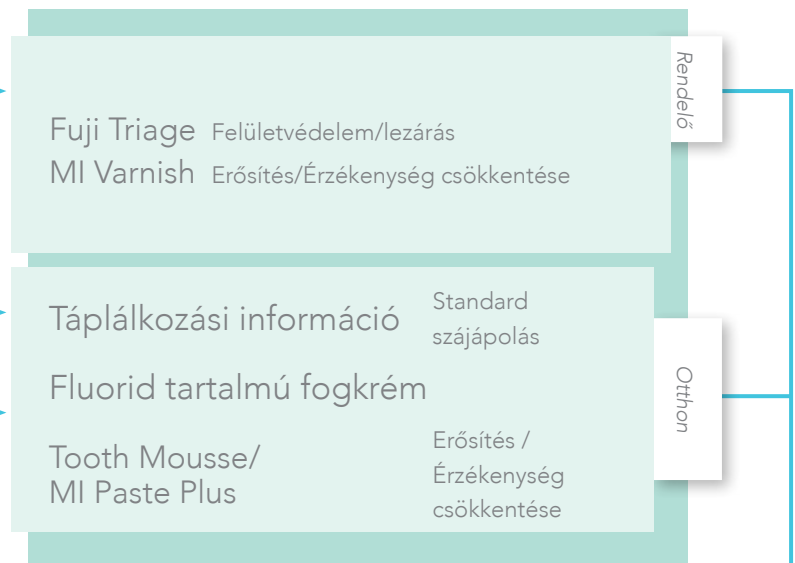 Rendelő
Fuji Triage Felületvédelem/lezárás
MI Varnish Erősítés/Érzékenység csökkentése
Táplálkozási információ
Standard
szájápolás
Fluorid tartalmú fogkrém
Otthon
Tooth Mousse/
MI Paste Plus
Erősítés /
Érzékenység
csökkentése